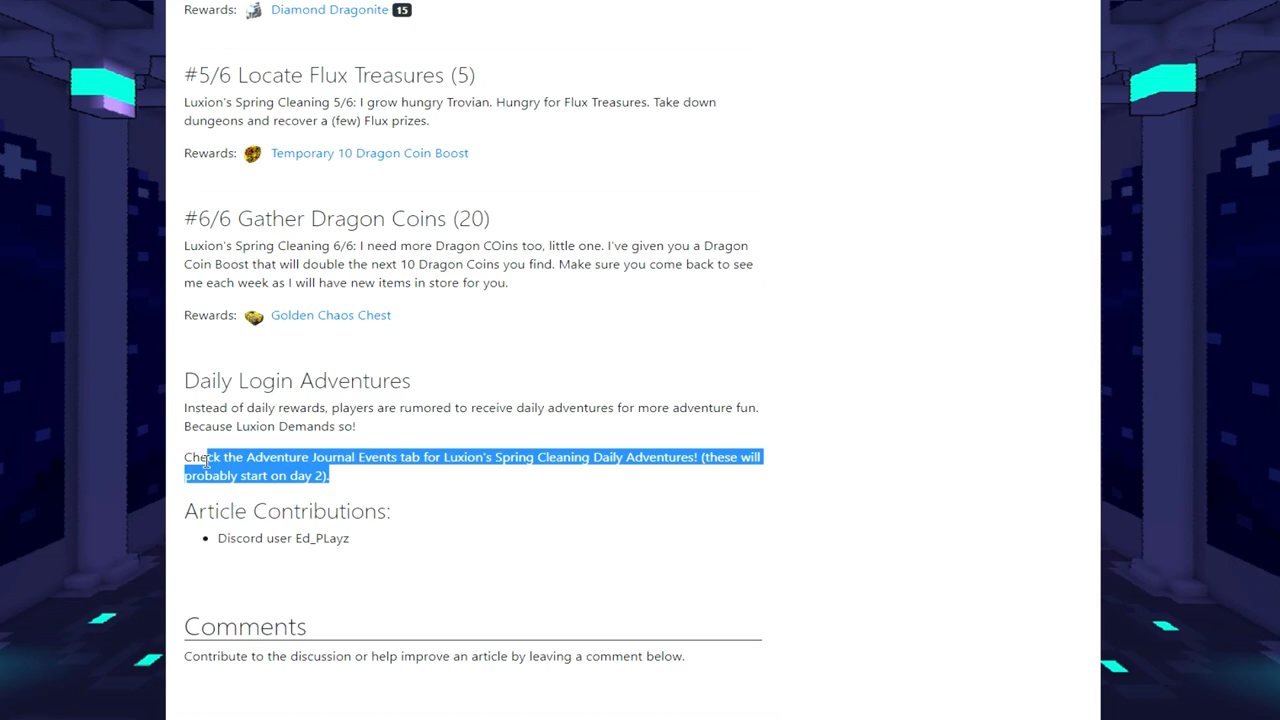 Rewards: Diamond Dragonite 15
#5/6 Locate Flux Treasures (5)
Luxion's Spring Cleaning 5/6: I grow hungry Trovian. Hungry for Flux Treasures. Take down
dungeons and recover a (few) Flux prizes.
Rewards: Temporary 10 Dragon Coin Boost
#6/6 Gather Dragon Coins (20)
Luxion's Spring Cleaning 6/6: I need more Dragon COins too, little one. I've given you a Dragon
Coin Boost that will double the next 10 Dragon Coins you find. Make sure you come back to see
me each week as I will have new items in store for you.
Rewards: Golden Chaos Chest
Daily Login Adventures
Instead of daily rewards, players are rumored to receive daily adventures for more adventure fun.
Because Luxion Demands so!
Check the Adventure Journal Events tab for Luxion's Spring Cleaning Daily Adventures! (these will
probably start on day 2).
Article Contributions:
• Discord user Ed_PLayz
Comments
Contribute to the discussion or help improve an article by leaving a comment below.